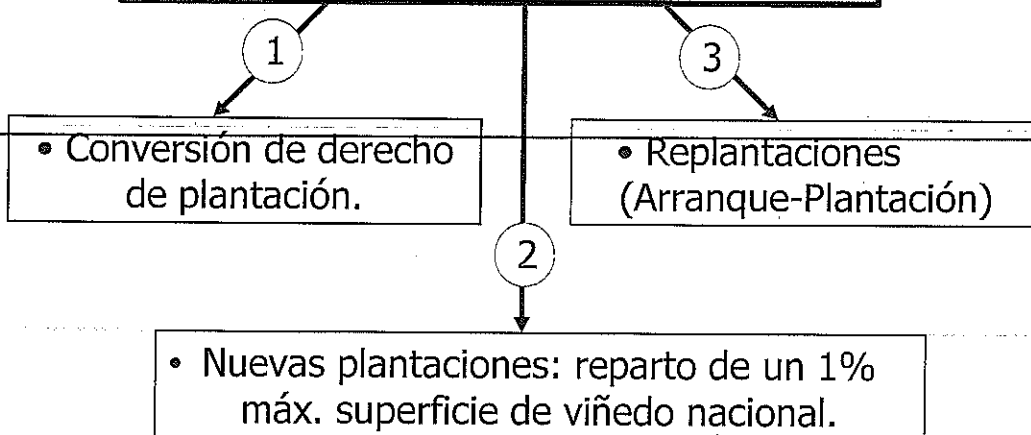 1
3
• Conversión de derecho
de plantación.
• Replantaciones
(Arranque-Plantación)
2
• Nuevas plantaciones: reparto de un 1%
máx. superficie de viñedo nacional.